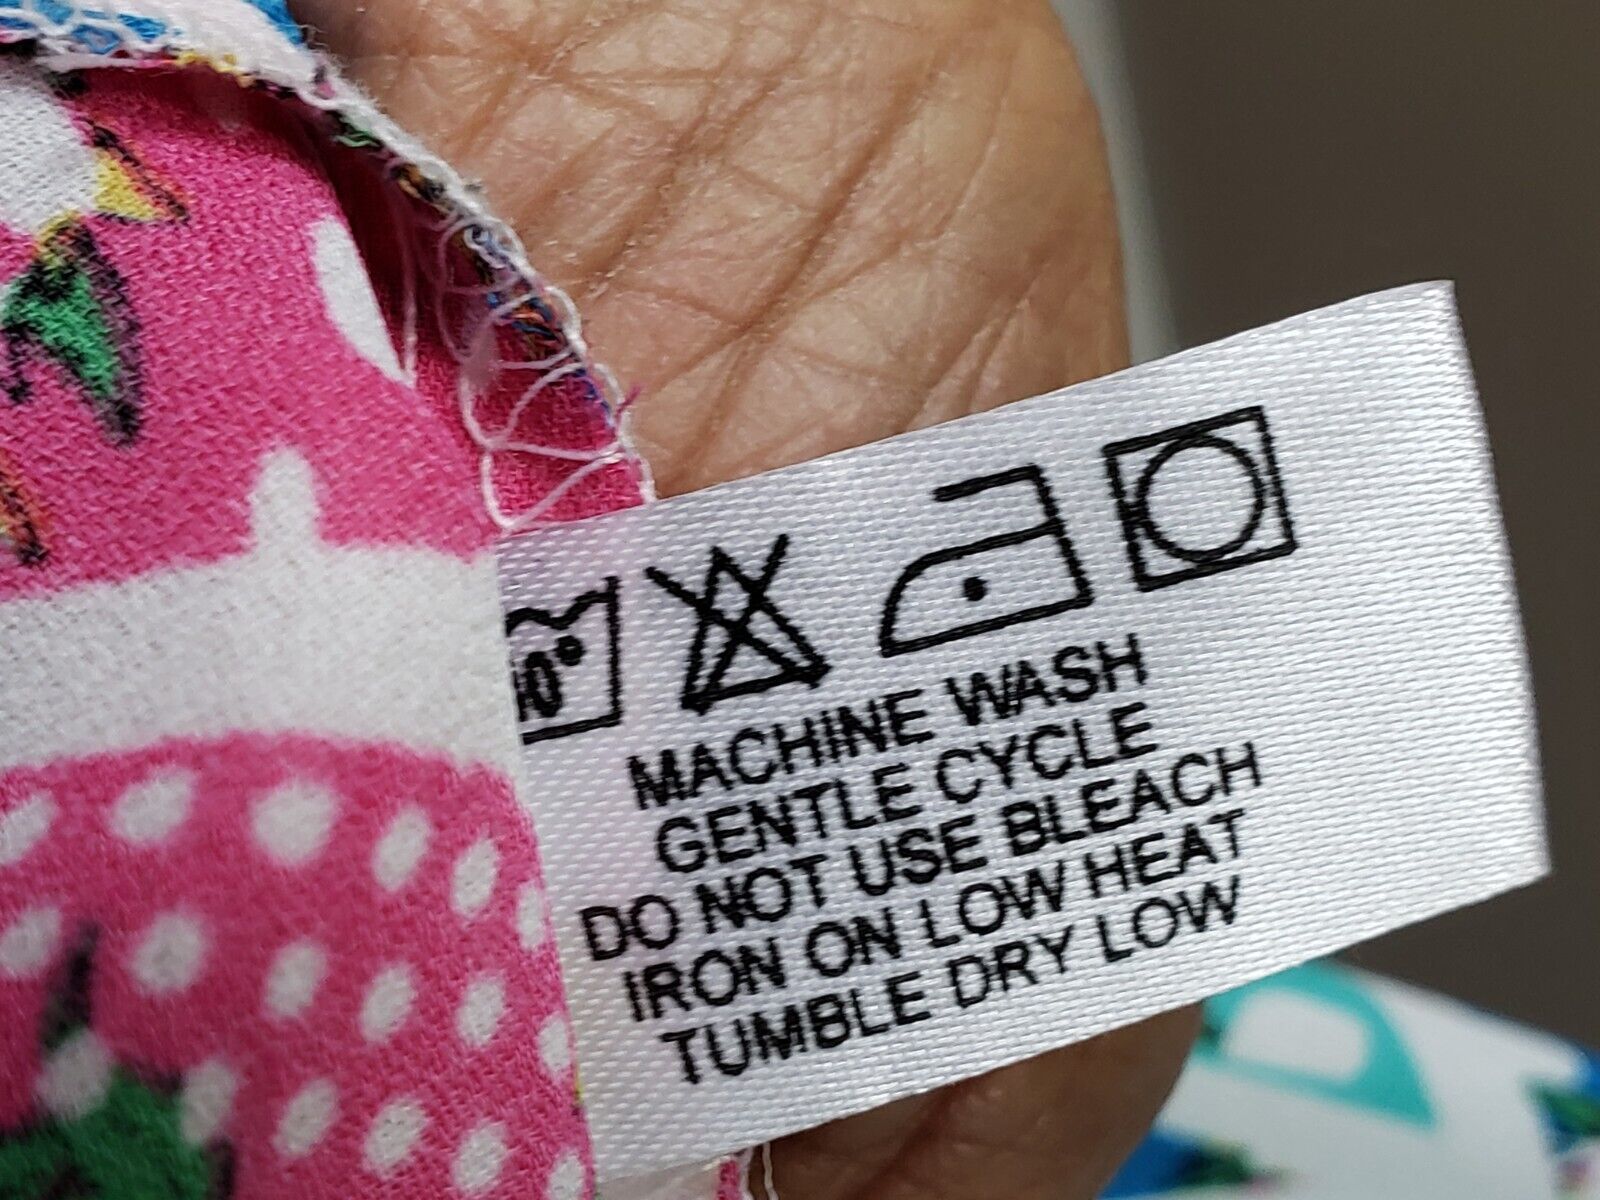 MACHINE WASH
GENTLE CYCLE
DO NOT USE BLEACH
IRON ON LOW HEAT
TUMBLE DRY LOW